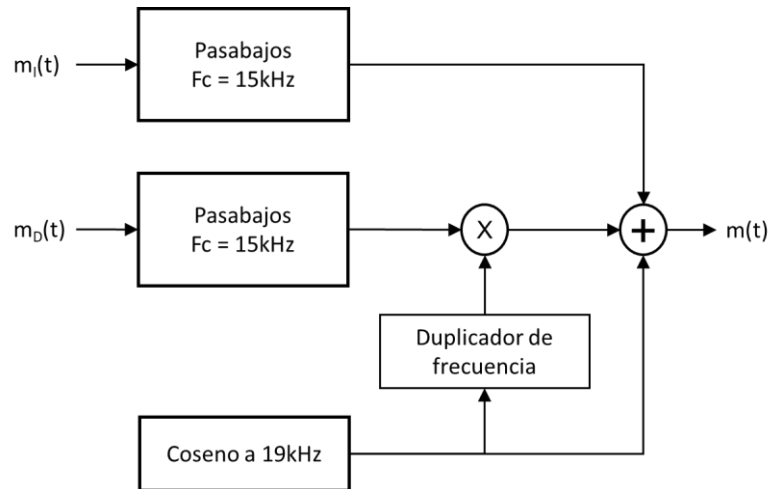 Pasabajos
Fc = 15kHz
m_I(t)
Pasabajos
Fc = 15kHz
m_D(t)
X
+
m(t)
Duplicador de
frecuencia
Coseno a 19kHz